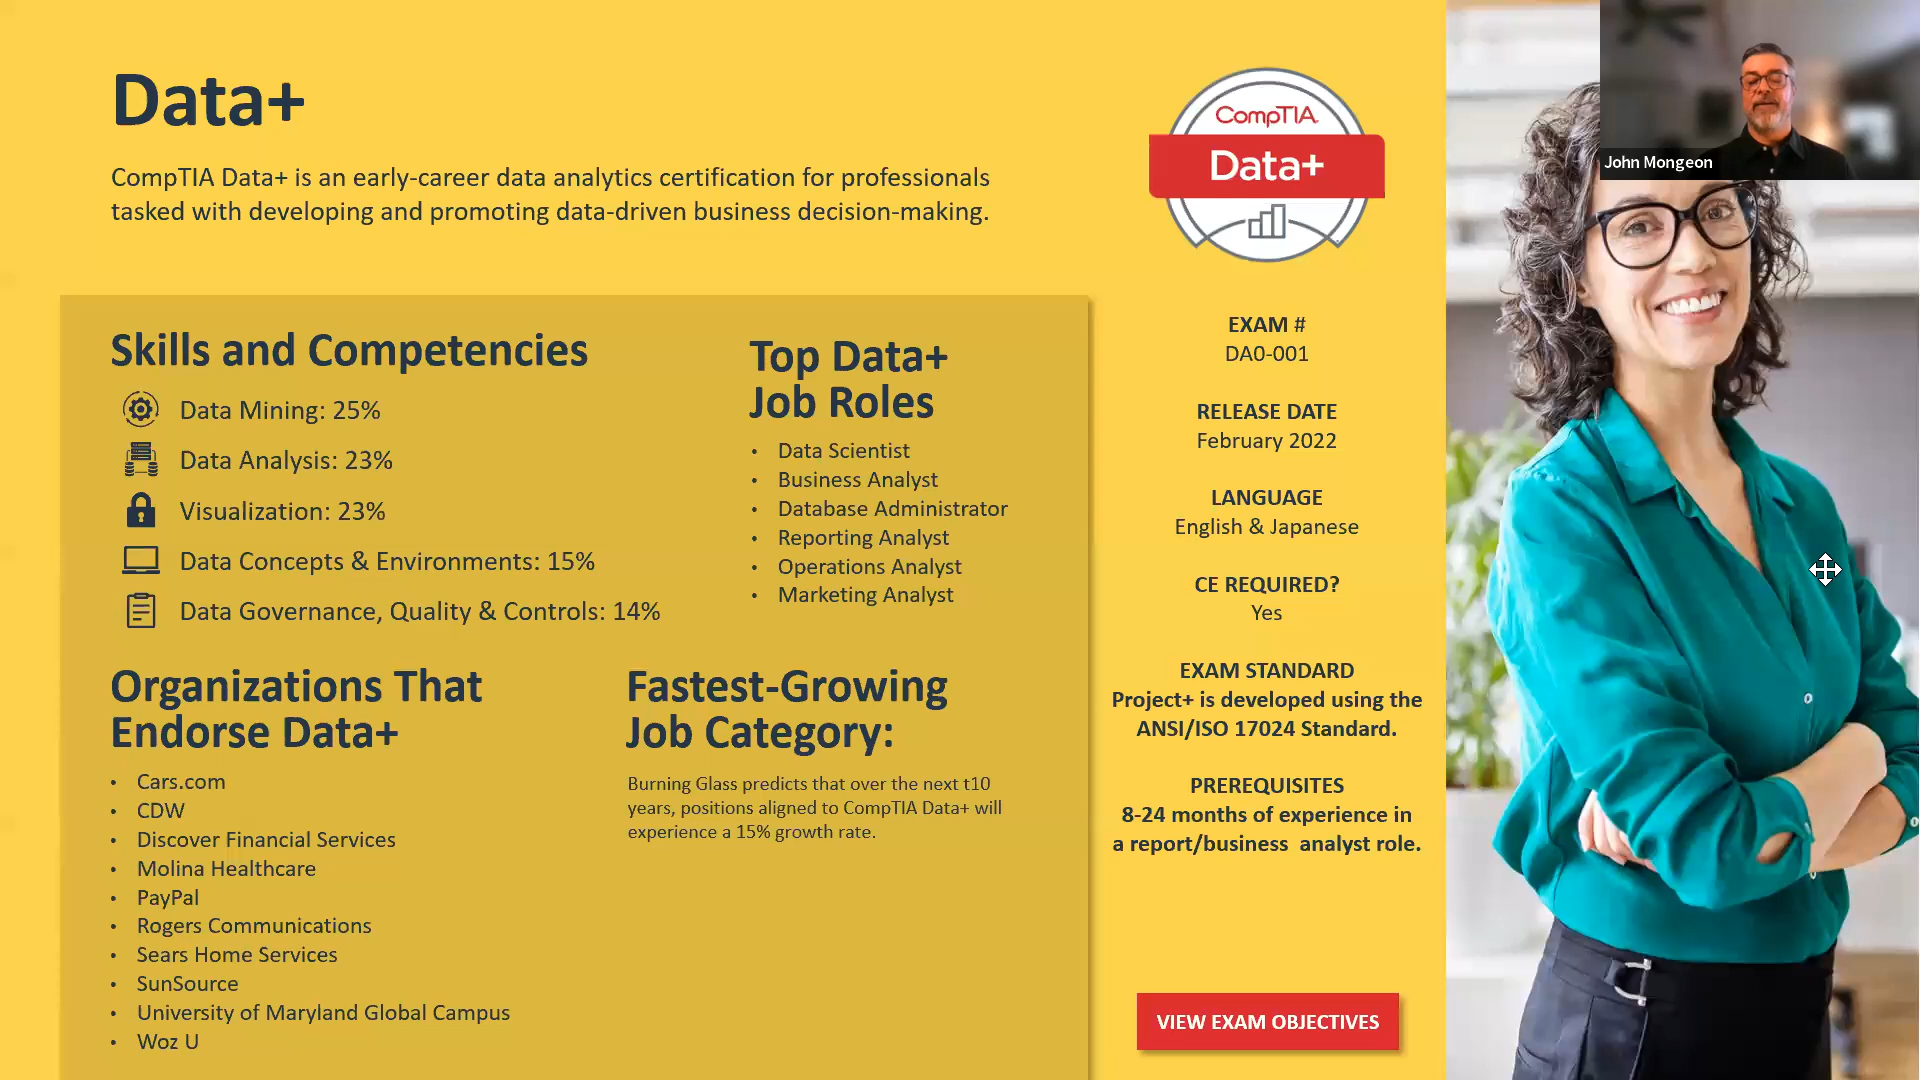 Data+
CompTIA Data+ is an early-career data analytics certification for professionals
tasked with developing and promoting data-driven business decision-making.
Skills and Competencies
Data Mining: 25%
Data Analysis: 23%
Visualization: 23%
Data Concepts & Environments: 15%
Data Governance, Quality & Controls: 14%
Top Data+
Job Roles
• Data Scientist
• Business Analyst
• Database Administrator
• Reporting Analyst
• Operations Analyst
• Marketing Analyst
Organizations That
Endorse Data+
• Cars.com
• CDW
• Discover Financial Services
• Molina Healthcare
• PayPal
• Rogers Communications
• Sears Home Services
• SunSource
• University of Maryland Global Campus
• Woz U
Fastest-Growing
Job Category:
Burning Glass predicts that over the next t10
years, positions aligned to CompTIA Data+ will
experience a 15% growth rate.
CompTIA
Data+
EXAM #
DA0-001
RELEASE DATE
February 2022
LANGUAGE
English & Japanese
CE REQUIRED?
Yes
EXAM STANDARD
Project+ is developed using the
ANSI/ISO 17024 Standard.
PREREQUISITES
8-24 months of experience in
a report/business analyst role.
VIEW EXAM OBJECTIVES
John Mongeon